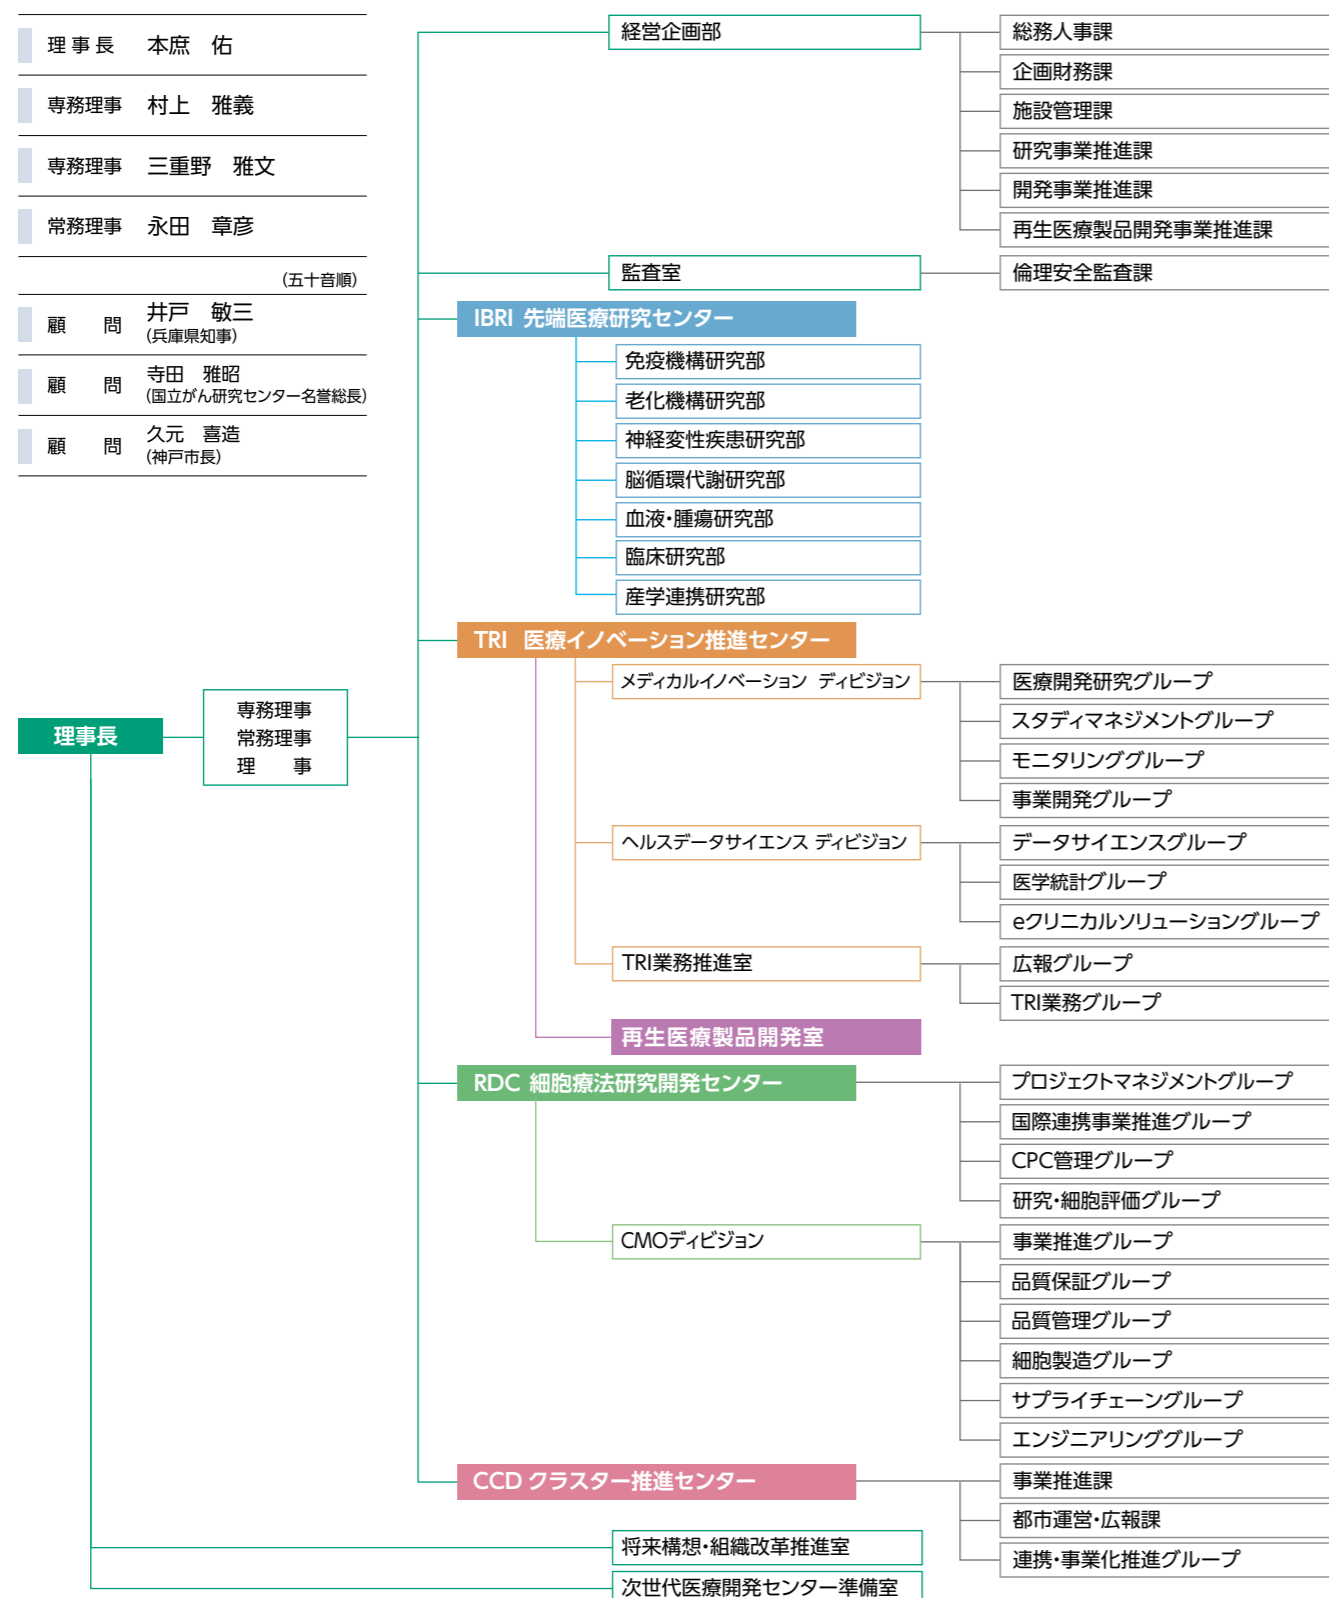 理事長 本庶 佑
専務理事 村上 雅義
専務理事 三重野 雅文
常務理事 永田 章彦
(五十音順)
顧 問 井戸 敏三
(兵庫県知事)
顧 問 寺田 雅昭
(国立がん研究センター名誉総長)
顧 問 久元 喜造
(神戸市長)
理事長
専務理事
常務理事
理 事
経営企画部
総務人事課
企画財務課
施設管理課
研究事業推進課
開発事業推進課
再生医療製品開発事業推進課
監査室
倫理安全監査課
IBRI 先端医療研究センター
免疫機構研究部
老化機構研究部
神経変性疾患研究部
脳循環代謝研究部
血液・腫瘍研究部
臨床研究部
産学連携研究部
TRI 医療イノベーション推進センター
メディカルイノベーション ディビジョン
医療開発研究グループ
スタディマネジメントグループ
モニタリンググループ
事業開発グループ
ヘルスデータサイエンス ディビジョン
データサイエンスグループ
医学統計グループ
eクリニカルソリューショングループ
TRI業務推進室
広報グループ
TRI業務グループ
再生医療製品開発室
RDC 細胞療法研究開発センター
プロジェクトマネジメントグループ
国際連携事業推進グループ
CPC管理グループ
研究・細胞評価グループ
CMOディビジョン
事業推進グループ
品質保証グループ
品質管理グループ
細胞製造グループ
サプライチェーングループ
エンジニアリンググループ
CCD クラスター推進センター
事業推進課
都市運営・広報課
連携・事業化推進グループ
将来構想・組織改革推進室
次世代医療開発センター準備室